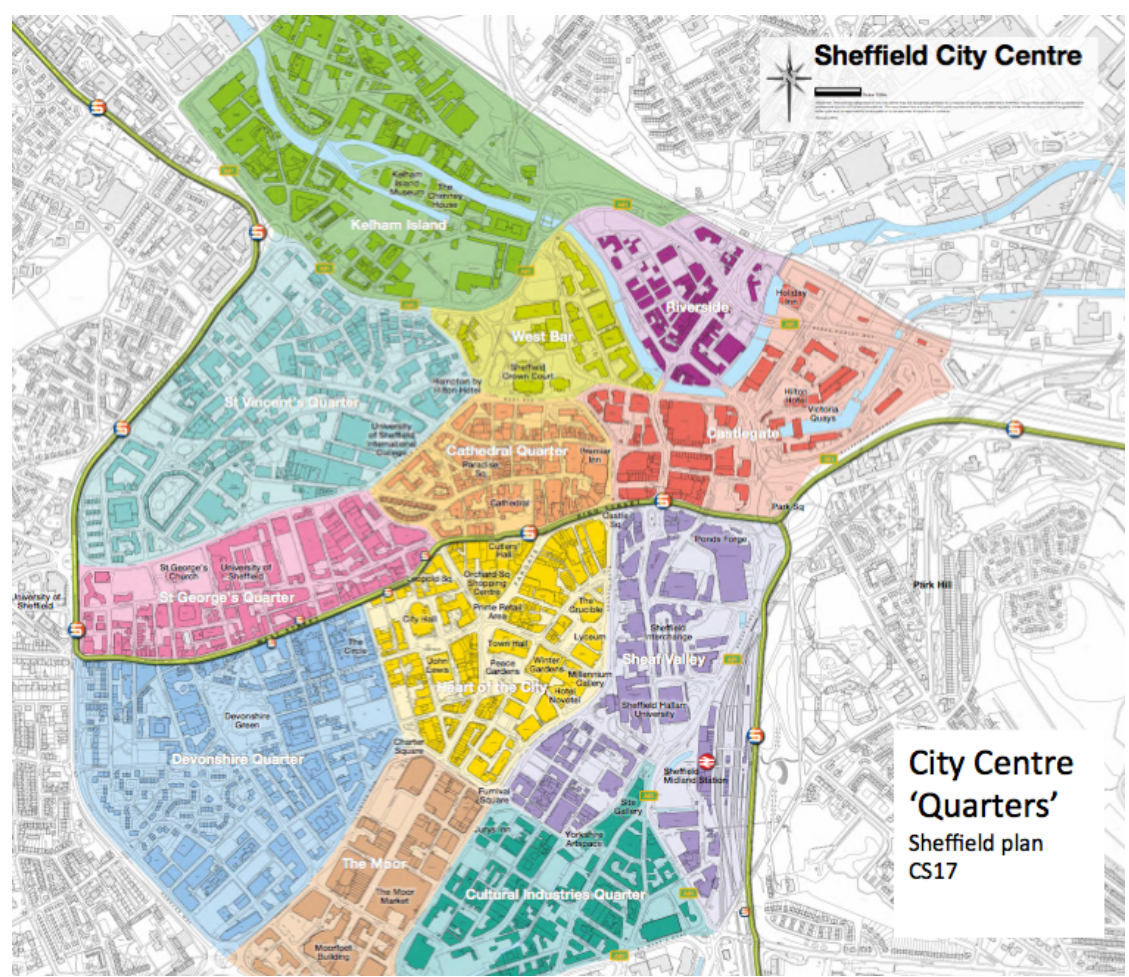 Sheffield City Centre
Kelham
Island
Museum
The
Chimney
House
Kelham Island
Riverside
Holiday
Inn
West Bar
Sheffield
Crown Court
Hampton by
Hilton Hotel
St Vincent's Quarter
Hilton
Hotel
Victoria
Quays
University
of Sheffield
International
College
Castlegate
Cathedral Quarter
Paradise
Sq
Premier
Inn
Cathedral
Castle
Sq
Park Sq
Cutlers
Hall
Ponds Forge
St George's
Church
University of
Sheffield
St George's Quarter
Leopold Sq
Orchard Sq
Shopping
Centre
University of
Sheffield
Park Hill
Prime Retail
Area
The
Crucible
City Hall
The
Circle
Town Hall
Lyceum
Sheffield
Interchange
Sheaf Valley
John
Lewis
Peace
Gardens
Winter
Gardens
Millennium
Gallery
Heart of the City
Hotel
Novotel
Sheffield Hallam
University
Devonshire
Green
Devonshire Quarter
Charter
Square
Sheffield
Midland Station
Furnival
Square
Site
Gallery
Jurys Inn
Yorkshire
Artspace
The Moor
The Moor
Market
Cultural Industries Quarter
Moorfoot
Building
City Centre
‘Quarters’
Sheffield plan
CS17